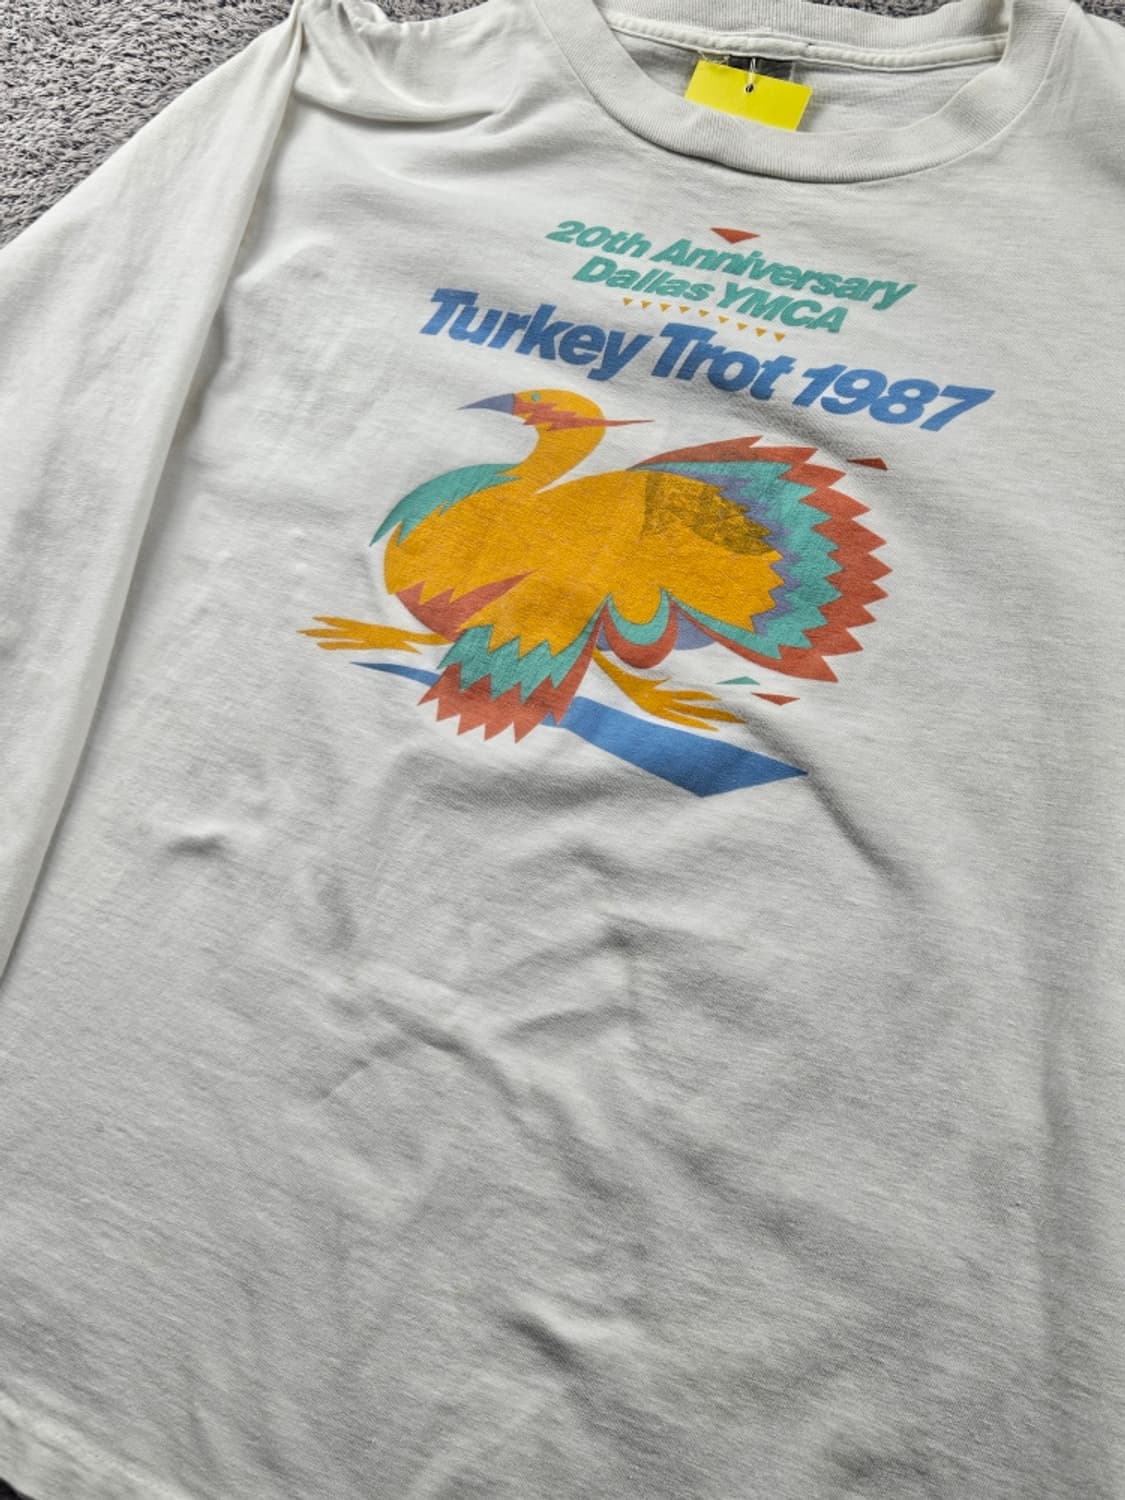 20th Anniversary
Dallas YMCA
Turkey Trot 1987